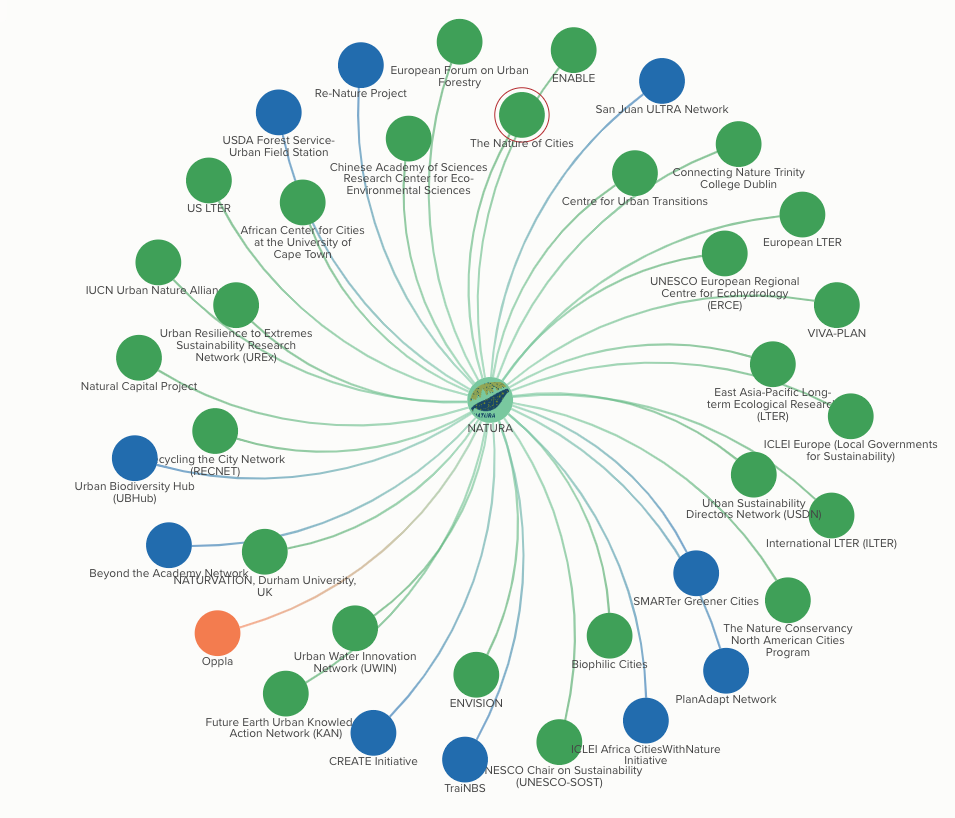 European Forum on Urban
Forestry
ENABLE
Re-Nature Project
San Juan ULTRA Network
USDA Forest Service-
Urban Field Station
The Nature of Cities
Chinese Academy of Sciences
Research Center for Eco-
Environmental Sciences
Connecting Nature Trinity
College Dublin
Centre for Urban Transitions
US LTER
African Center for Cities
at the University of
Cape Town
European LTER
IUCN Urban Nature
UNESCO European Regional
Centre for Ecohydrology
(ERCE)
Urban Resilience to Extremes
Sustainability Research
Network (UREx)
VIVA-PLAN
Natural Capital Project
East Asia-Pacific Long-
term Ecological
(LTER)
NATURA
NATURA
ICLEI Europe (Local Governments
for Sustainability)
the City Network
(RECNET)
Urban Biodiversity Hub
(UBHub)
Urban Sustainability
Directors Network (USDN)
International LTER (ILTER)
Beyond the Academy Network
NATURVATION, Durham University,
UK
SMARTer Greener Cities
The Nature Conservancy
North American Cities
Program
Oppla
Urban Water Innovation
Network (UWIN)
Biophilic Cities
PlanAdapt Network
ENVISION
Future Earth Urban
Action Network (KAN)
ICLEI Africa CitiesWithNature
Initiative
CREATE Initiative
Chair on Sustainability
(UNESCO-SOST)
TraiNBS